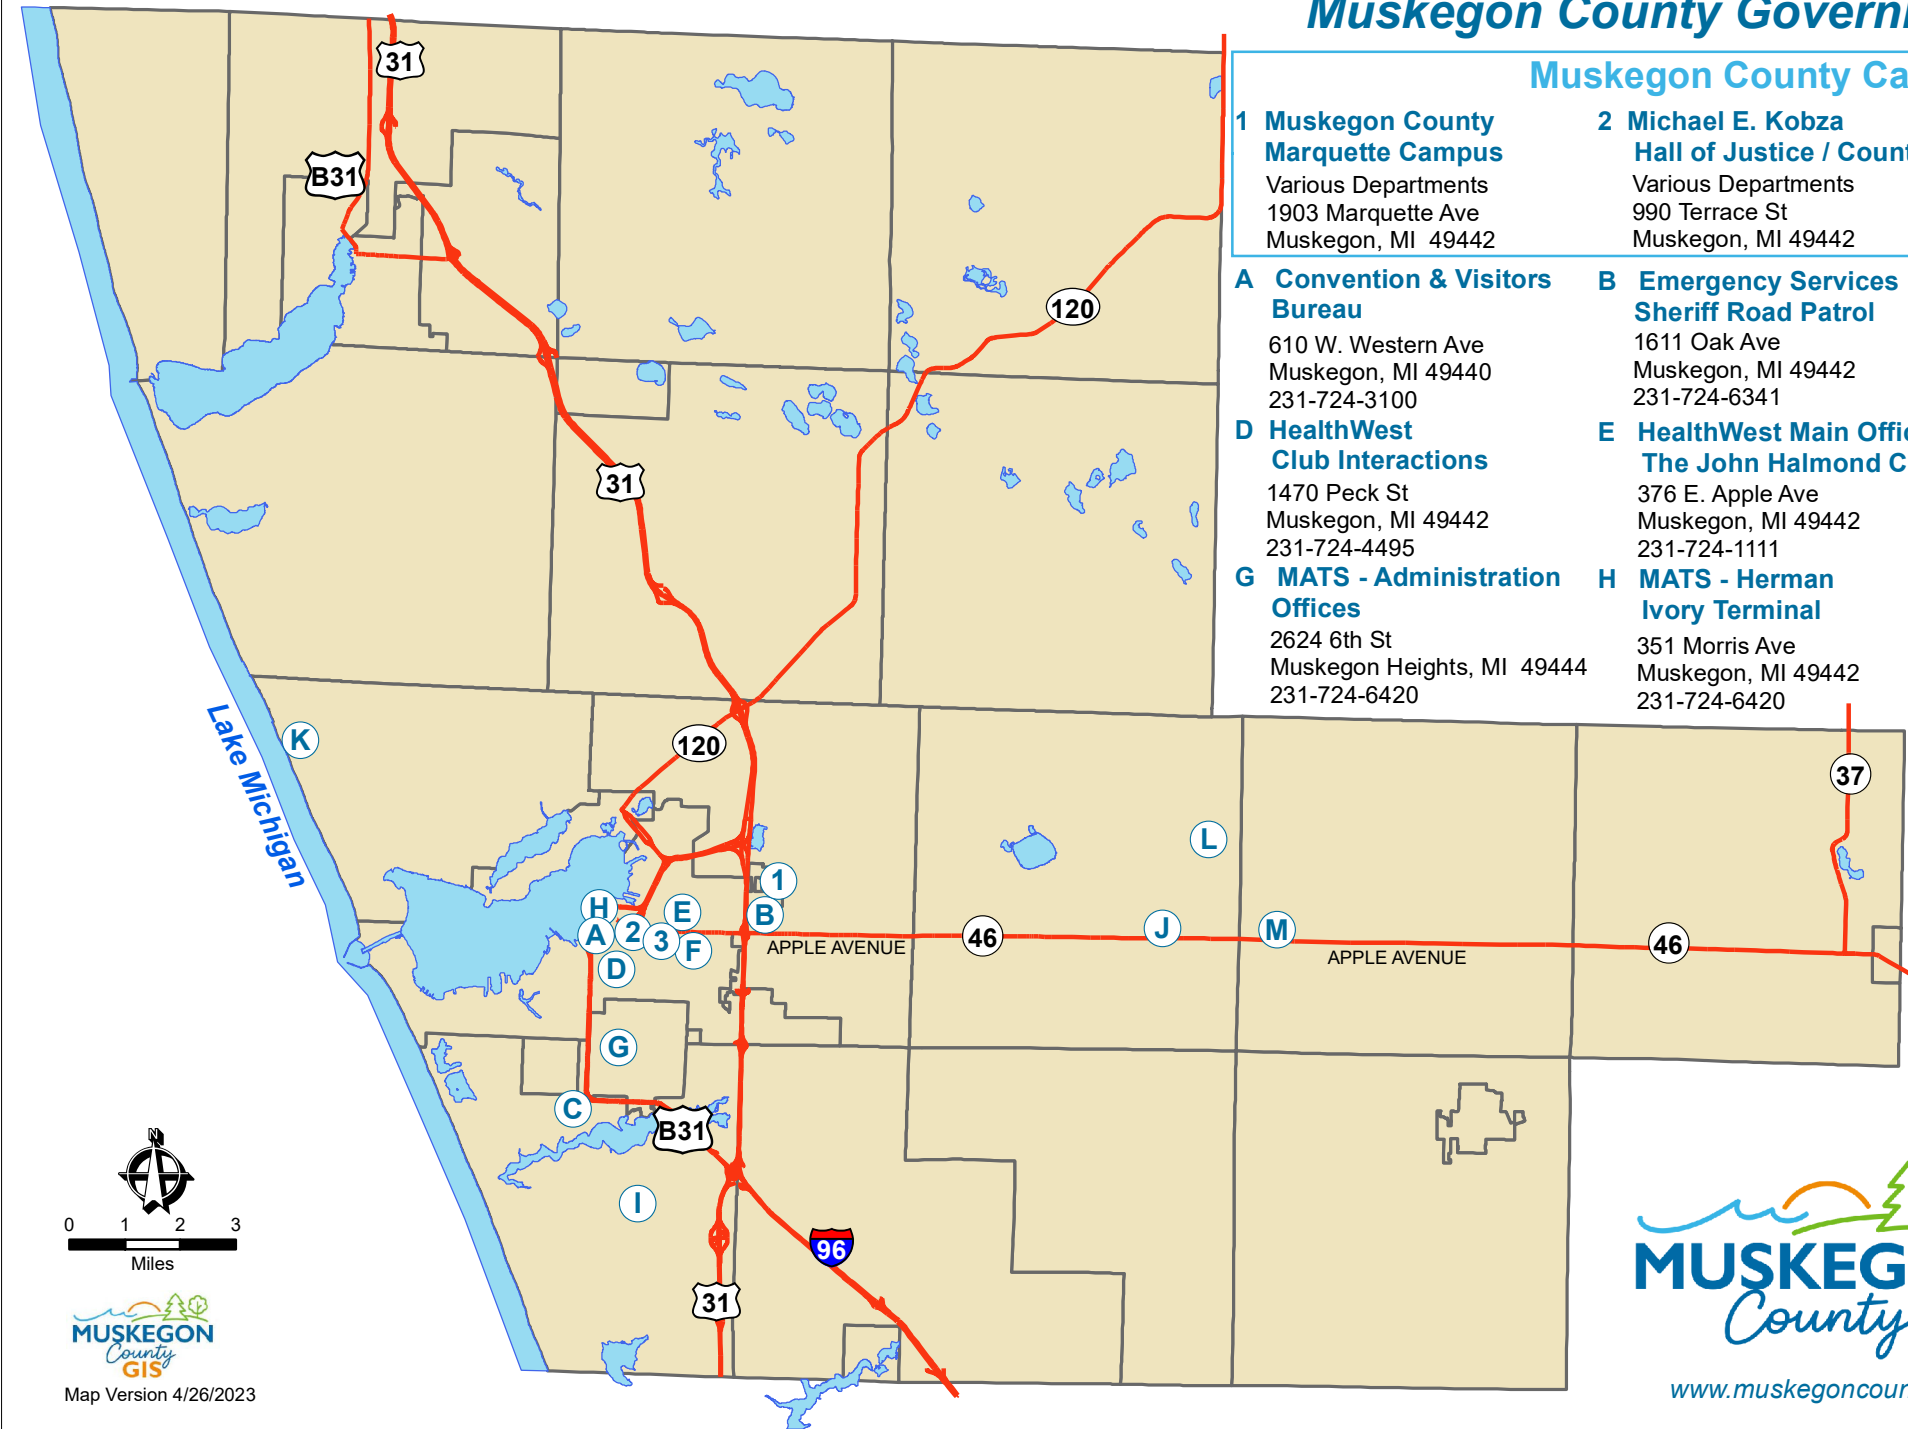 Muskegon County Govern
Muskegon County Ca
1 Muskegon County
Marquette Campus
Various Departments
1903 Marquette Ave
Muskegon, MI 49442
2 Michael E. Kobza
Hall of Justice / Count
Various Departments
990 Terrace St
Muskegon, MI 49442
A Convention & Visitors
Bureau
610 W. Western Ave
Muskegon, MI 49440
231-724-3100
B Emergency Services
Sheriff Road Patrol
1611 Oak Ave
Muskegon, MI 49442
231-724-6341
D HealthWest
Club Interactions
1470 Peck St
Muskegon, MI 49442
231-724-4495
E HealthWest Main Offic
The John Halmond C
376 E. Apple Ave
Muskegon, MI 49442
231-724-1111
G MATS - Administration
Offices
2624 6th St
Muskegon Heights, MI 49444
231-724-6420
H MATS - Herman
Ivory Terminal
351 Morris Ave
Muskegon, MI 49442
231-724-6420
31
B31
120
31
120
37
Lake Michigan
K
L
1
H
E
B
A
2
3
F
D
46
J
M
46
APPLE AVENUE
APPLE AVENUE
G
C
B31
I
96
31
N
0 1 2 3
Miles
MUSKEGON
County
GIS
Map Version 4/26/2023
MUSKEG
County
www.muskegoncoun